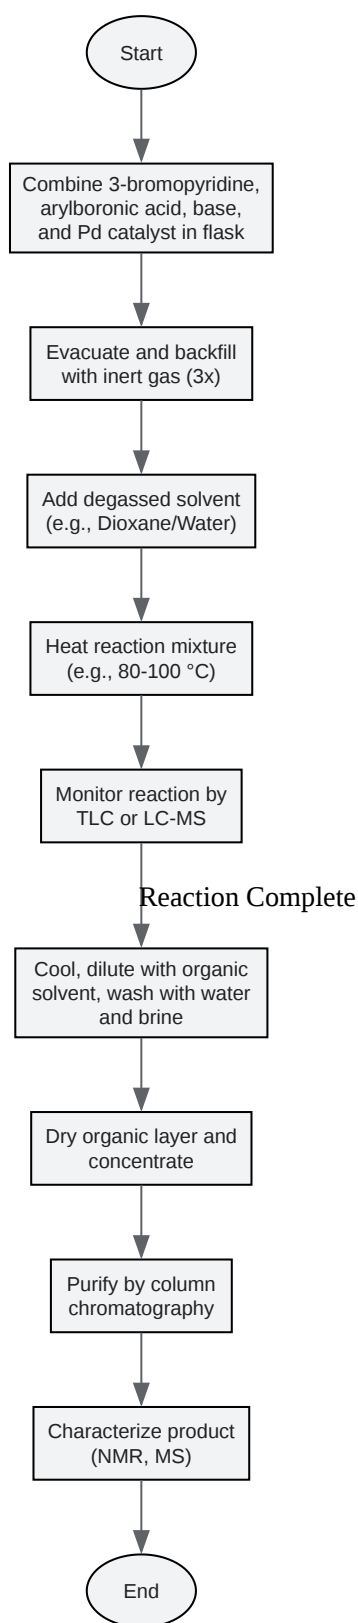 Start
Combine 3-bromopyridine,
arylboronic acid, base,
and Pd catalyst in flask
Evacuate and backfill
with inert gas (3x)
Add degassed solvent
(e.g., Dioxane/Water)
Heat reaction mixture
(e.g., 80-100 °C)
Monitor reaction by
TLC or LC-MS
Reaction Complete
Cool, dilute with organic
solvent, wash with water
and brine
Dry organic layer and
concentrate
Purify by column
chromatography
Characterize product
(NMR, MS)
End